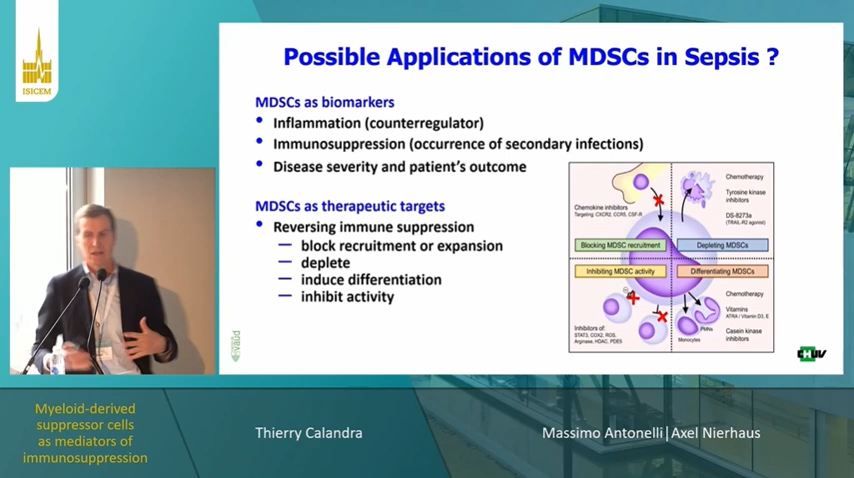 ISICEM
Possible Applications of MDSCs in Sepsis ?
MDSCs as biomarkers
• Inflammation (counterregulator)
• Immunosuppression (occurrence of secondary infections)
• Disease severity and patient's outcome
MDSCs as therapeutic targets
• Reversing immune suppression
— block recruitment or expansion
— deplete
— induce differentiation
— inhibit activity
Chemokine inhibitors
Targeting: CXCR2, CCR5, CSF-R
Chemotherapy
Tyrosine kinase
inhibitors
DS-8273a
(TRAIL-R2 agonist)
Blocking MDSC recruitment
Depleting MDSCs
Inhibiting MDSC activity
Differentiating MDSCs
Inhibitors of:
STAT3, COX2, ROS,
Arginase, HDAC, PDE5
Monocytes
PMNs
Chemotherapy
Vitamins
ATRA / Vitamin D3, E
Casein kinase
inhibitors
Unil
CHUV
Myeloid-derived
suppressor cells
as mediators of
immunosuppression
Thierry Calandra
Massimo Antonelli|Axel Nierhaus